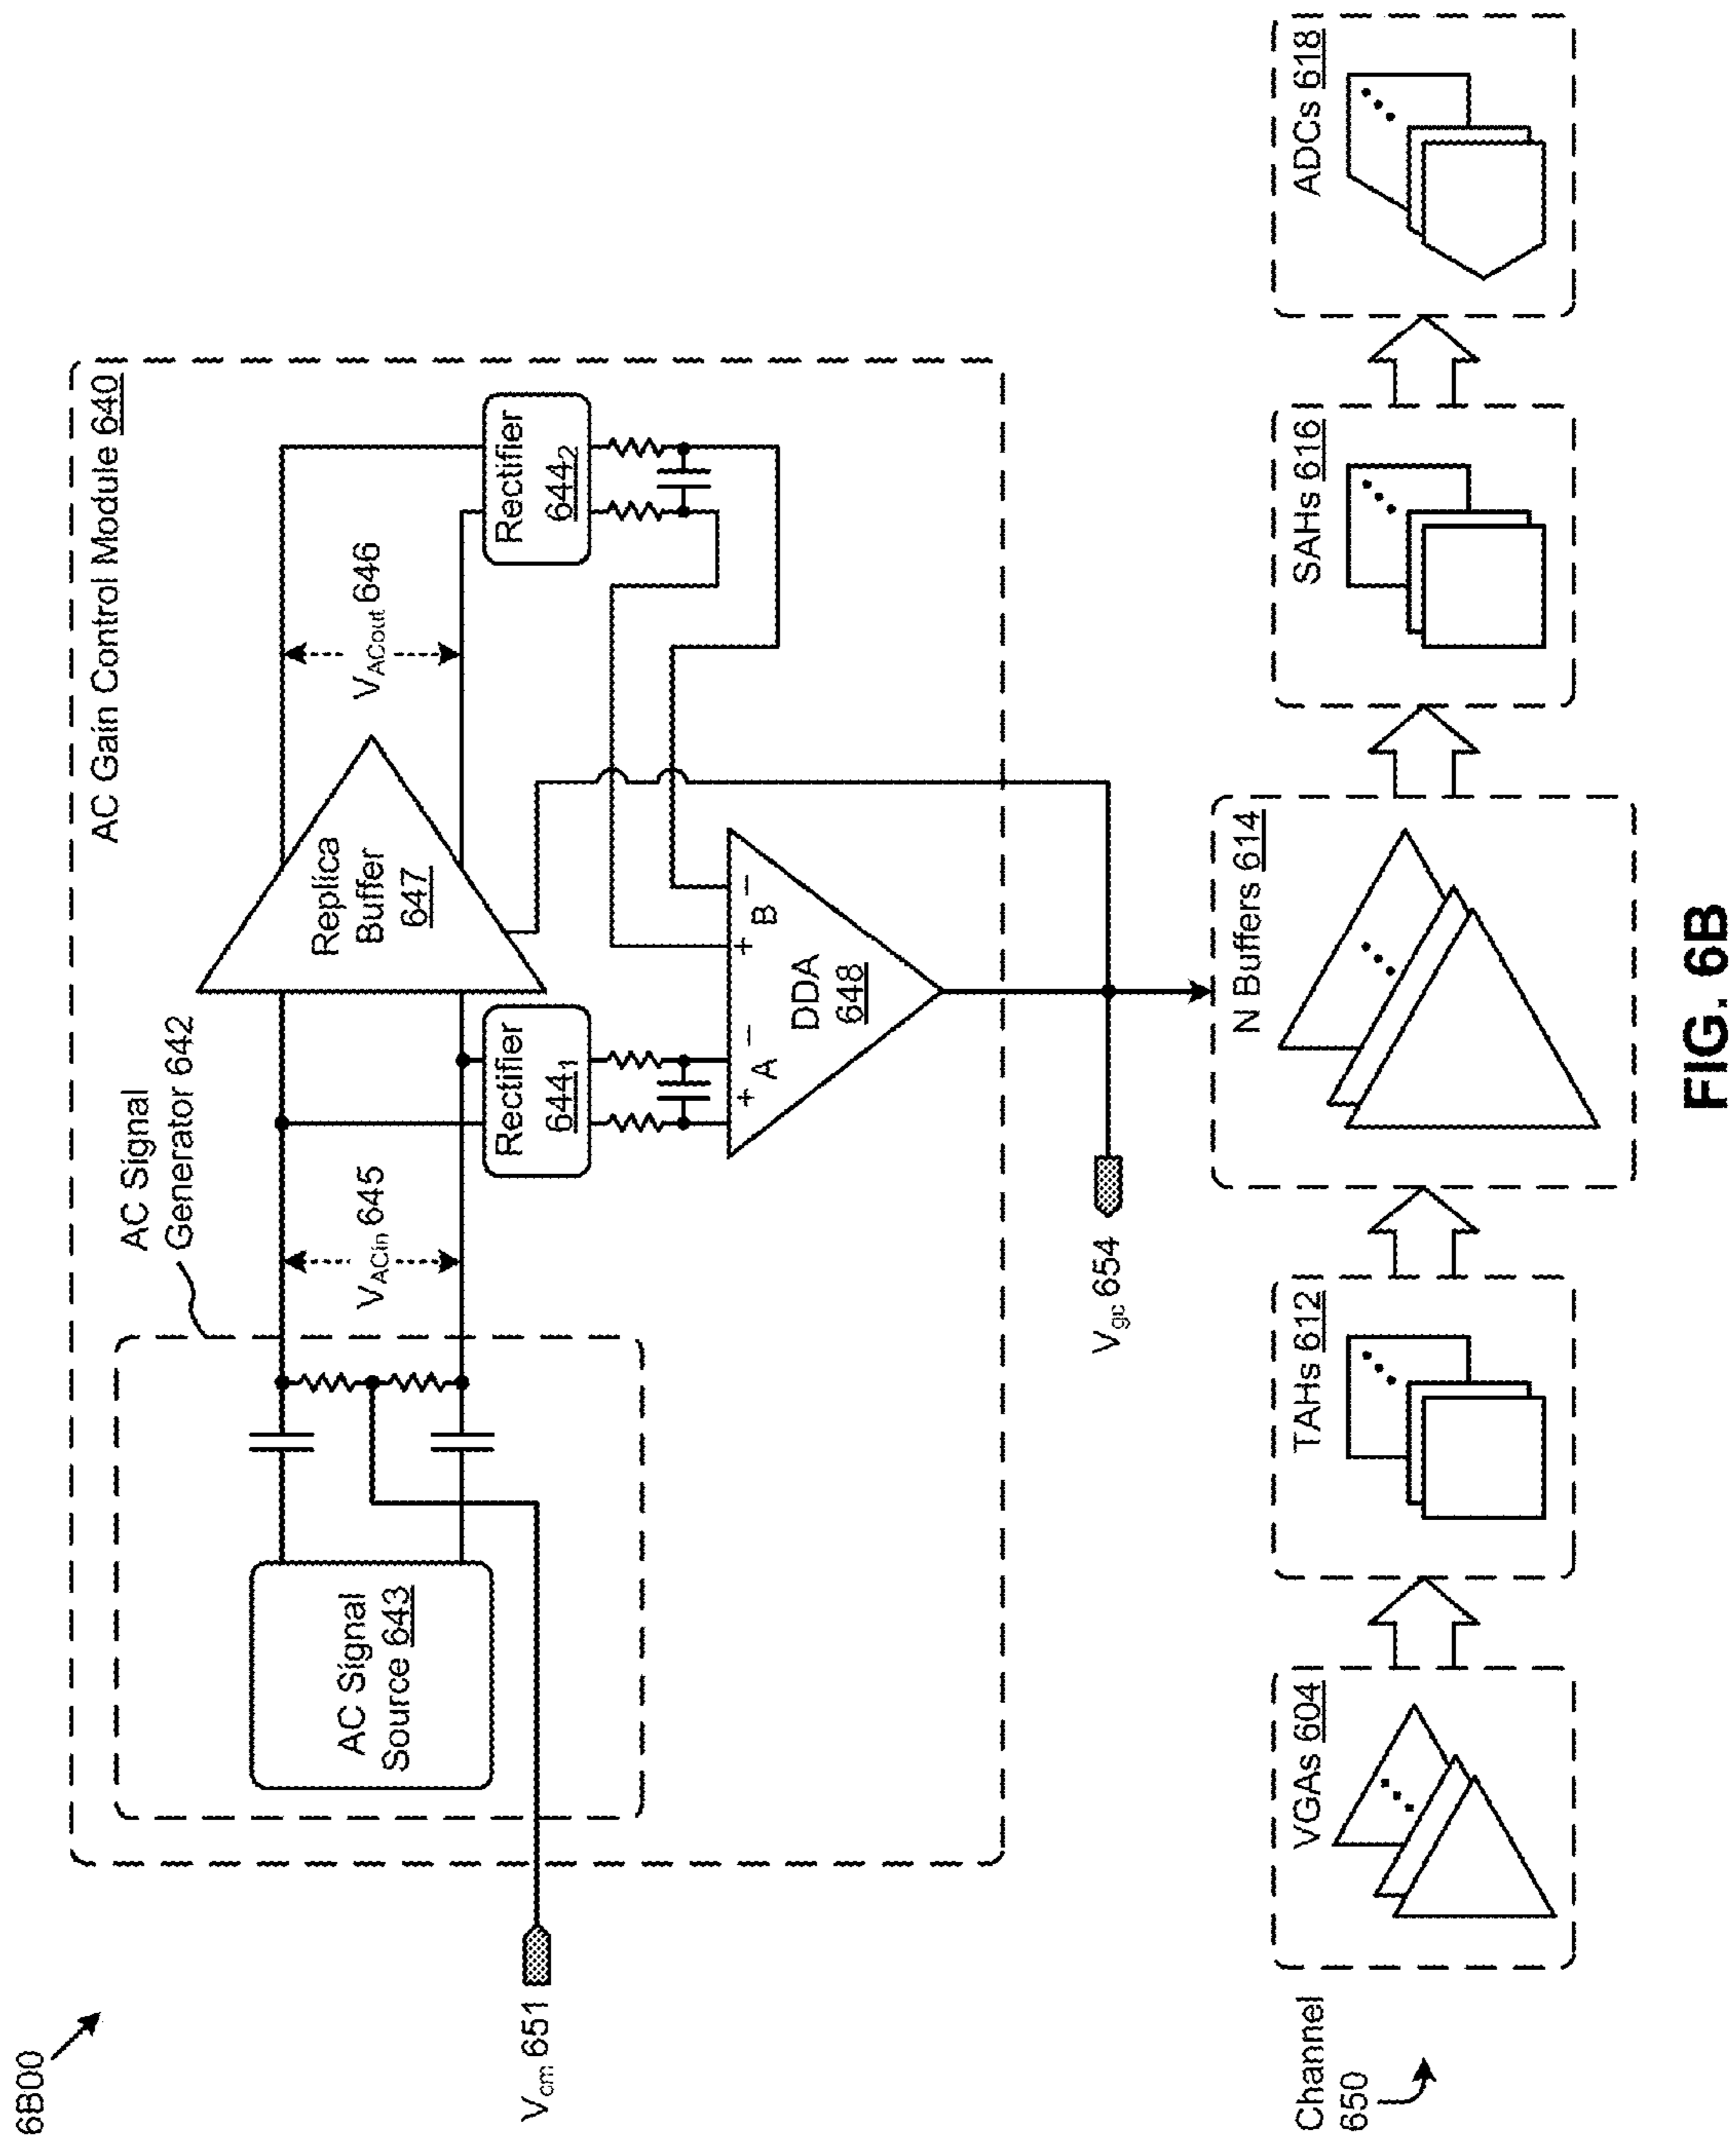 6B00
AC Gain Control Module 640
AC Signal
Generator 642
AC Signal
Source 643
VACin 645
Replica
Buffer
647
VACout 646
Rectifier
644₁
Rectifier
644₂
Vcm 651
+ A −
+ B −
DDA
648
Vgc 654
Channel
650
VGAs 604
TAHs 612
N Buffers 614
SAHs 616
ADCs 618
FIG. 6B